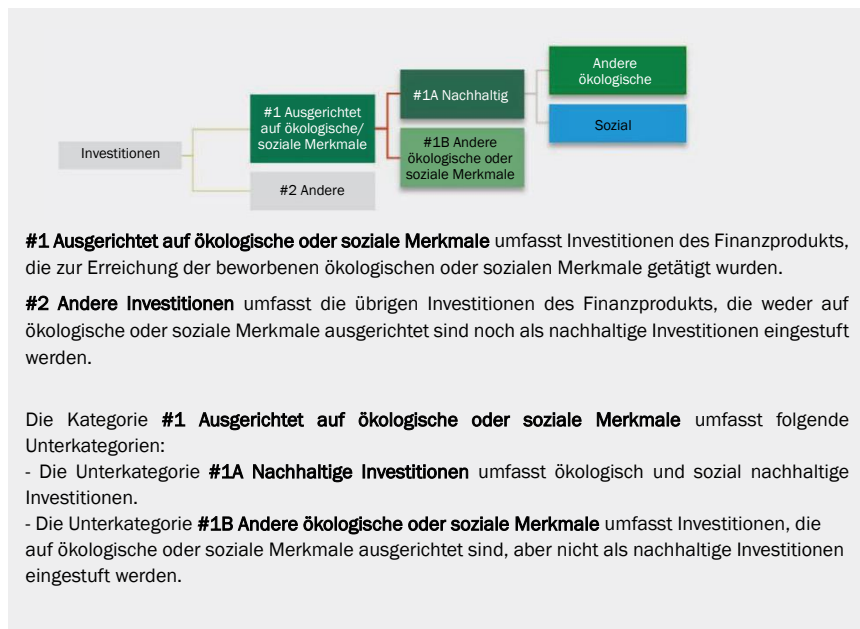 Investitionen
#1 Ausgerichtet
auf ökologische/
soziale Merkmale
#2 Andere
#1A Nachhaltig
#1B Andere
ökologische oder
soziale Merkmale
Andere
ökologische
Sozial
#1 Ausgerichtet auf ökologische oder soziale Merkmale umfasst Investitionen des Finanzprodukts,
die zur Erreichung der beworbenen ökologischen oder sozialen Merkmale getätigt wurden.
#2 Andere Investitionen umfasst die übrigen Investitionen des Finanzprodukts, die weder auf
ökologische oder soziale Merkmale ausgerichtet sind noch als nachhaltige Investitionen eingestuft
werden.
Die Kategorie #1 Ausgerichtet auf ökologische oder soziale Merkmale umfasst folgende
Unterkategorien:
- Die Unterkategorie #1A Nachhaltige Investitionen umfasst ökologisch und sozial nachhaltige
Investitionen.
- Die Unterkategorie #1B Andere ökologische oder soziale Merkmale umfasst Investitionen, die
auf ökologische oder soziale Merkmale ausgerichtet sind, aber nicht als nachhaltige Investitionen
eingestuft werden.